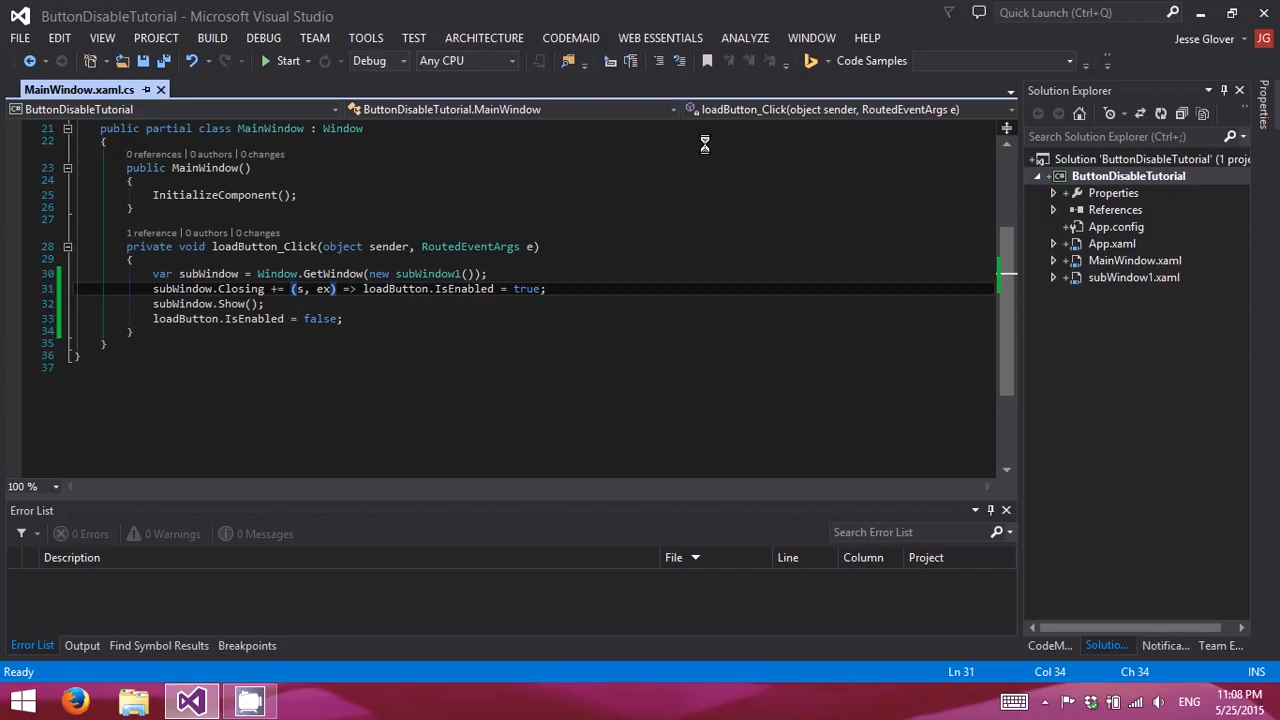 ButtonDisableTutorial - Microsoft Visual Studio
Quick Launch (Ctrl+Q)
FILE EDIT VIEW PROJECT BUILD DEBUG TEAM TOOLS TEST ARCHITECTURE CODEMAID WEB ESSENTIALS ANALYZE WINDOW HELP
Jesse Glover JG
Start Debug Any CPU Code Samples
MainWindow.xaml.cs
ButtonDisableTutorial ButtonDisableTutorial.MainWindow loadButton_Click(object sender, RoutedEventArgs e)
21 public partial class MainWindow : Window
22 {
0 references | 0 authors | 0 changes
23 public MainWindow()
24 {
25 InitializeComponent();
26 }
27
1 reference | 0 authors | 0 changes
28 private void loadButton_Click(object sender, RoutedEventArgs e)
29 {
30 var subWindow = Window.GetWindow(new subWindow1());
31 subWindow.Closing += (s, ex) => loadButton.IsEnabled = true;
32 subWindow.Show();
33 loadButton.IsEnabled = false;
34 }
35 }
36 }
37
100 %
Solution Explorer
Search Solution Explorer (Ctrl+;)
Solution 'ButtonDisableTutorial' (1 proje
ButtonDisableTutorial
Properties
References
App.config
App.xaml
MainWindow.xaml
subWindow1.xaml
Properties
Error List
0 Errors 0 Warnings 0 Messages
Search Error List
Description File Line Column Project
Error List Output Find Symbol Results Breakpoints
CodeM... Solutio... Notifica... Team E...
Ready Ln 31 Col 34 Ch 34 INS
ENG
11:08 PM
5/25/2015